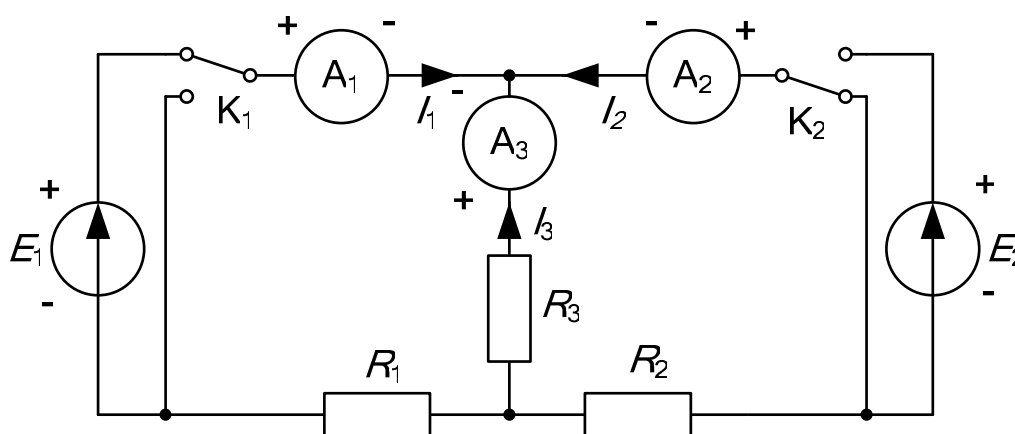 + - - +
A₁ A₂
K₁ I₁ - I₂ K₂
A₃
+ + +
E₁ I₃ E₂
- -
R₃
R₁ R₂